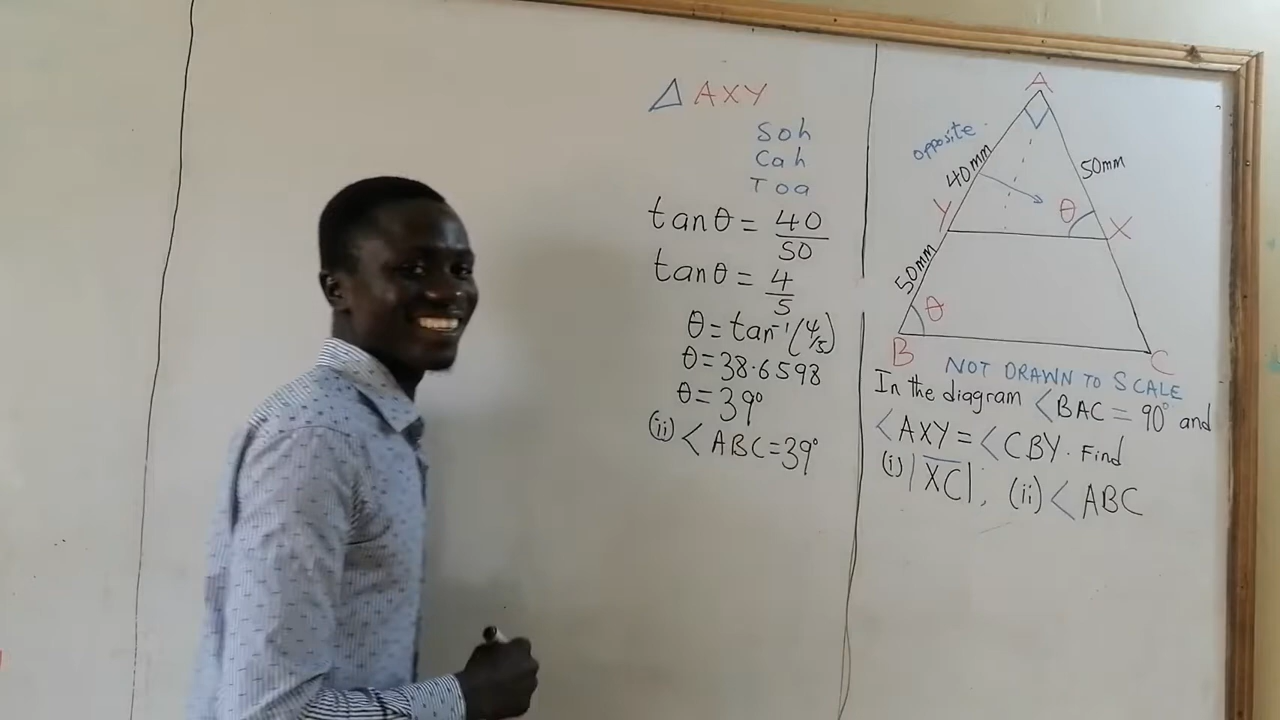 △ AXY
Soh
Cah
Toa
tanθ = 40/50
tanθ = 4/5
θ = tan⁻¹(4/5)
θ = 38.6598
θ = 39°
(ii) <ABC = 39°
A
opposite
40mm
50mm
Y
θ
X
50mm
θ
B
C
NOT DRAWN TO SCALE
In the diagram <BAC = 90° and
<AXY = <CBY. Find
(i) |X̅C̅|; (ii) <ABC